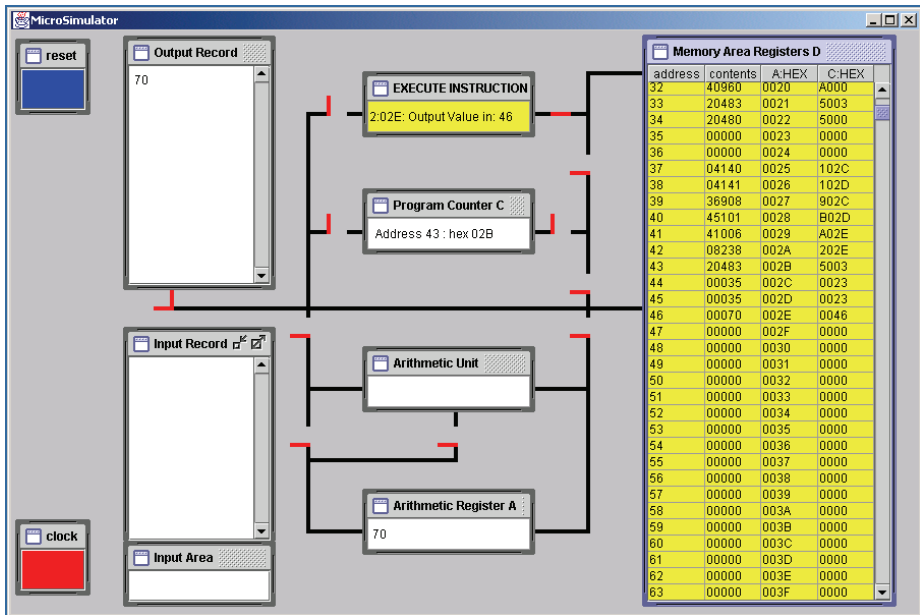 MicroSimulator
reset
Output Record
70
EXECUTE INSTRUCTION
2:02E: Output Value in: 46
Program Counter C
Address 43 : hex 02B
Input Record
Arithmetic Unit
Arithmetic Register A
70
clock
Input Area
Memory Area Registers D
address contents A:HEX C:HEX
32 40960 0020 A000
33 20483 0021 5003
34 20480 0022 5000
35 00000 0023 0000
36 00000 0024 0000
37 04140 0025 102C
38 04141 0026 102D
39 36908 0027 902C
40 45101 0028 B02D
41 41006 0029 A02E
42 08238 002A 202E
43 20483 002B 5003
44 00035 002C 0023
45 00035 002D 0023
46 00070 002E 0046
47 00000 002F 0000
48 00000 0030 0000
49 00000 0031 0000
50 00000 0032 0000
51 00000 0033 0000
52 00000 0034 0000
53 00000 0035 0000
54 00000 0036 0000
55 00000 0037 0000
56 00000 0038 0000
57 00000 0039 0000
58 00000 003A 0000
59 00000 003B 0000
60 00000 003C 0000
61 00000 003D 0000
62 00000 003E 0000
63 00000 003F 0000